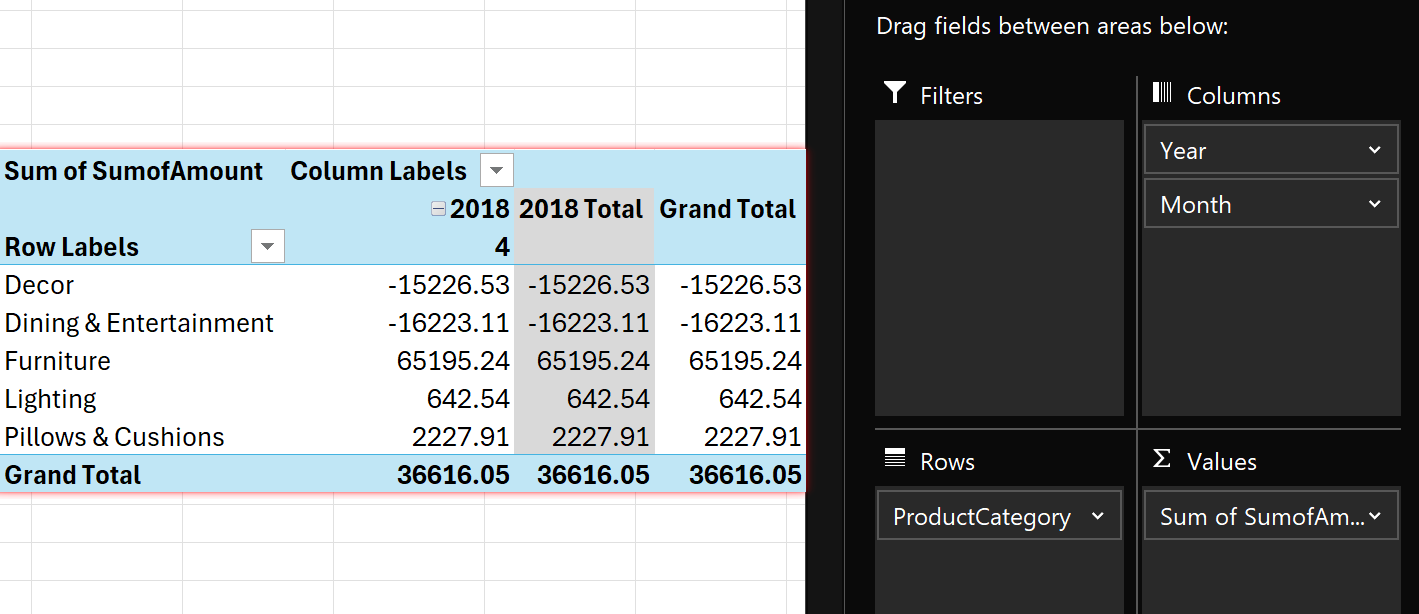 Drag fields between areas below:
Filters
Columns
Year
Month
Rows
Values
ProductCategory
Sum of SumofAm...
Sum of SumofAmount Column Labels
2018 2018 Total Grand Total
Row Labels 4
Decor -15226.53 -15226.53 -15226.53
Dining & Entertainment -16223.11 -16223.11 -16223.11
Furniture 65195.24 65195.24 65195.24
Lighting 642.54 642.54 642.54
Pillows & Cushions 2227.91 2227.91 2227.91
Grand Total 36616.05 36616.05 36616.05